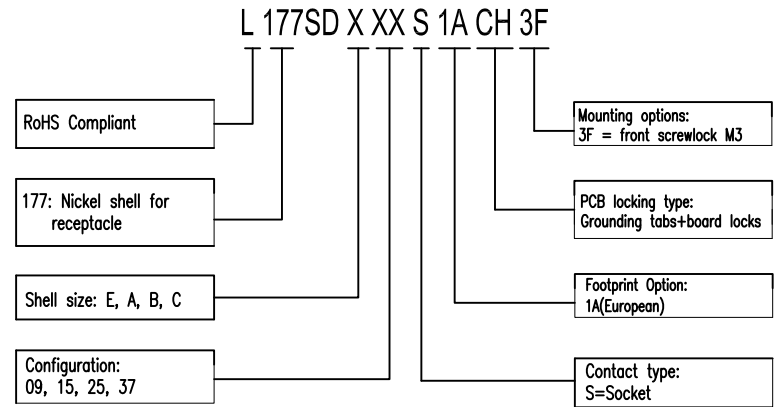 L 177SD X XX S 1A CH 3F
RoHS Compliant
177: Nickel shell for
receptacle
Shell size: E, A, B, C
Configuration:
09, 15, 25, 37
Mounting options:
3F = front screwlock M3
PCB locking type:
Grounding tabs+board locks
Footprint Option:
1A(European)
Contact type:
S=Socket